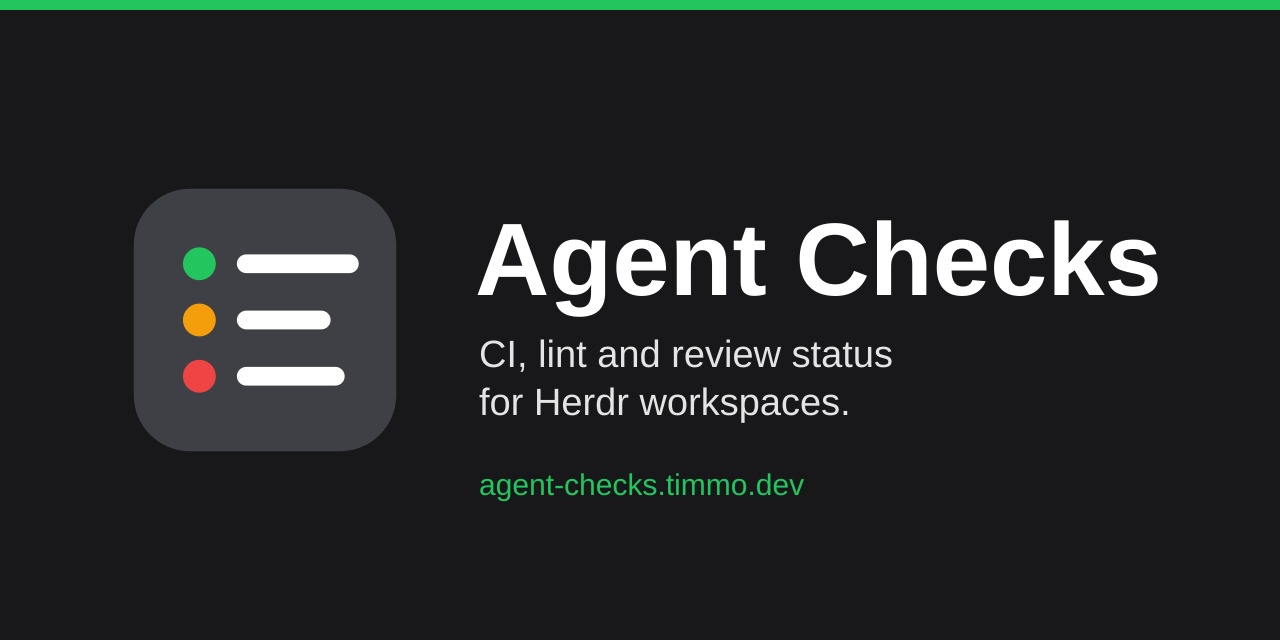 Agent Checks
CI, lint and review status
for Herdr workspaces.
agent-checks.timmo.dev